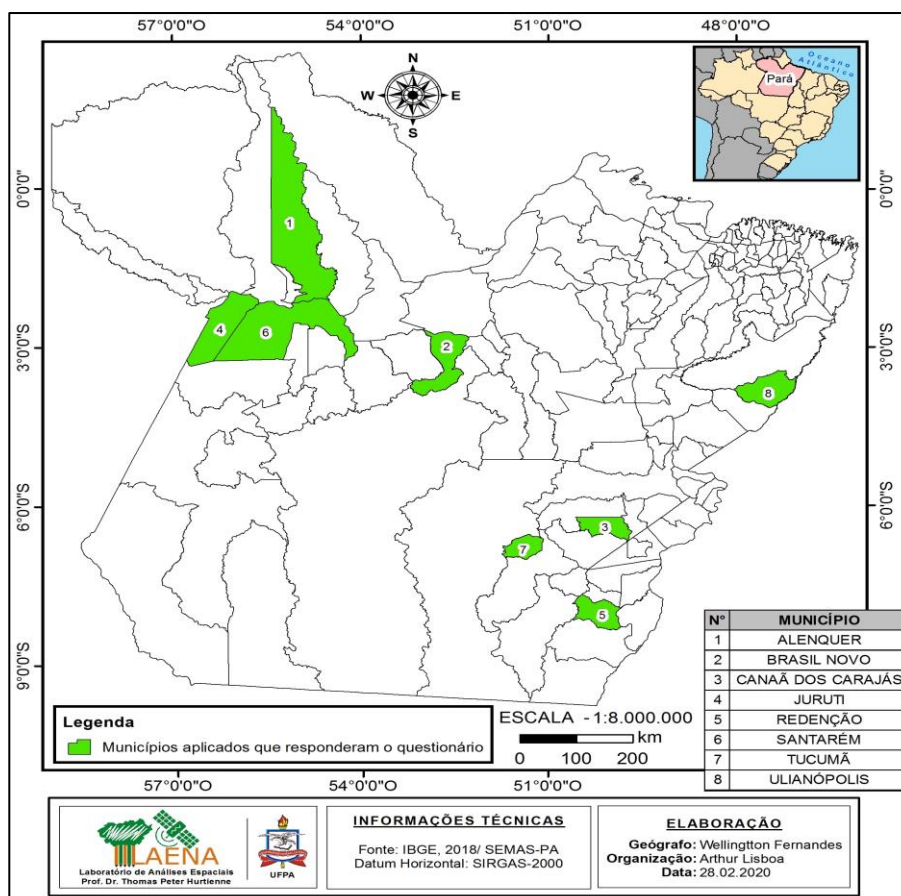 57°0'0"
54°0'0"
51°0'0"
48°0'0"
N
W
E
S
Oceano
Atlântico
Pará
0°0'0"
0°0'0"
1
4
6
2
3°0'0"S
3°0'0"S
8
6°0'0"S
6°0'0"S
3
7
5
9°0'0"S
Nº MUNICÍPIO
1 ALENQUER
2 BRASIL NOVO
3 CANAÃ DOS CARAJÁS
4 JURUTI
5 REDENÇÃO
6 SANTARÉM
7 TUCUMÃ
8 ULIANÓPOLIS
Legenda
Municípios aplicados que responderam o questionário
ESCALA - 1:8.000.000
km
0 100 200
57°0'0"
54°0'0"
51°0'0"
LAENA
Laboratório de Análises Espaciais
Prof. Dr. Thomas Peter Hurtienne
UFPA
INFORMAÇÕES TÉCNICAS
Fonte: IBGE, 2018/ SEMAS-PA
Datum Horizontal: SIRGAS-2000
ELABORAÇÃO
Geógrafo: Wellingtton Fernandes
Organização: Arthur Lisboa
Data: 28.02.2020